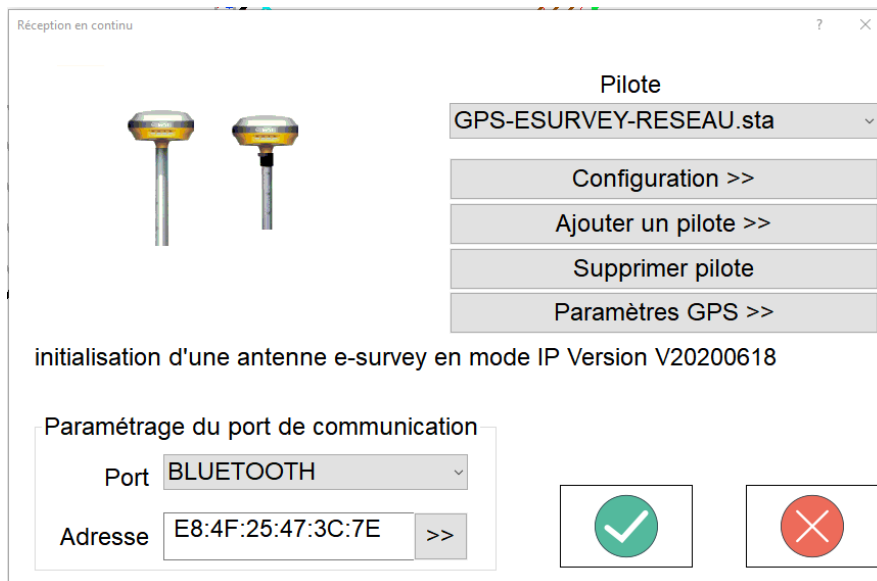 Réception en continu
?
Pilote
GPS-ESURVEY-RESEAU.sta
Configuration >>
Ajouter un pilote >>
Supprimer pilote
Paramètres GPS >>
initialisation d'une antenne e-survey en mode IP Version V20200618
Paramétrage du port de communication
Port BLUETOOTH
Adresse E8:4F:25:47:3C:7E >>